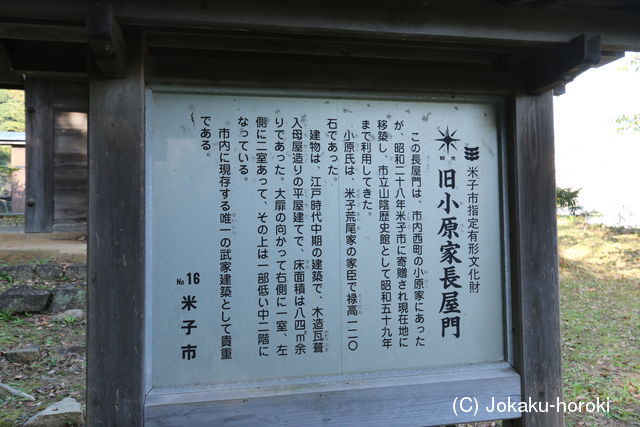 米子市指定有形文化財
旧小原家長屋門
この長屋門は、市内西町の小原家にあった
が、昭和二十八年米子市に寄贈され現在地に
移築し、市立山陰歴史館として昭和五十九年
まで利用してきた。
小原氏は、米子荒尾家の家臣で禄高一二〇
石であった。
建物は、江戸時代中期の建築で、木造瓦葺
入母屋造りの平屋建てで、床面積は八四㎡余
りであった。大扉の向かって右側に一室、左
側に二室あって、その上は一部低い中二階に
なっている。
市内に現存する唯一の武家建築として貴重
である。
№16 米子市
(C) Jokaku-horoki